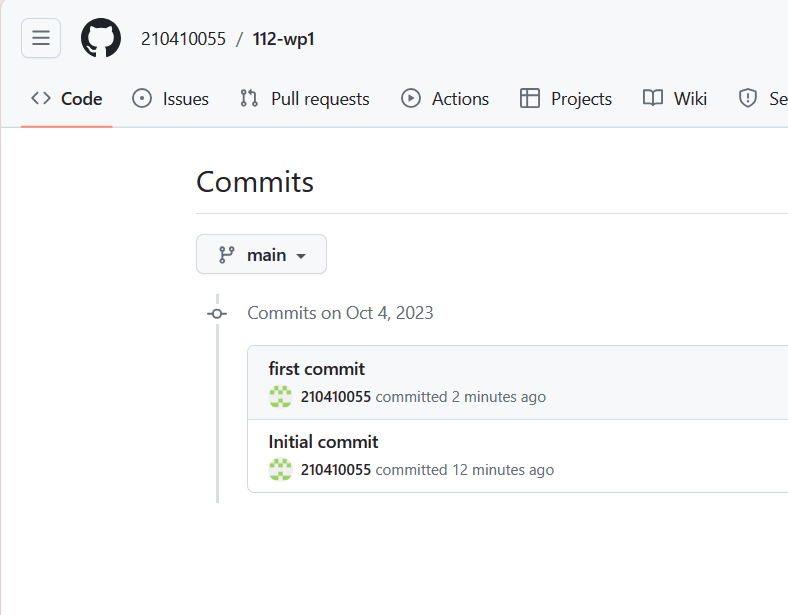 210410055 / 112-wp1
Code Issues Pull requests Actions Projects Wiki Se
Commits
main
Commits on Oct 4, 2023
first commit
210410055 committed 2 minutes ago
Initial commit
210410055 committed 12 minutes ago